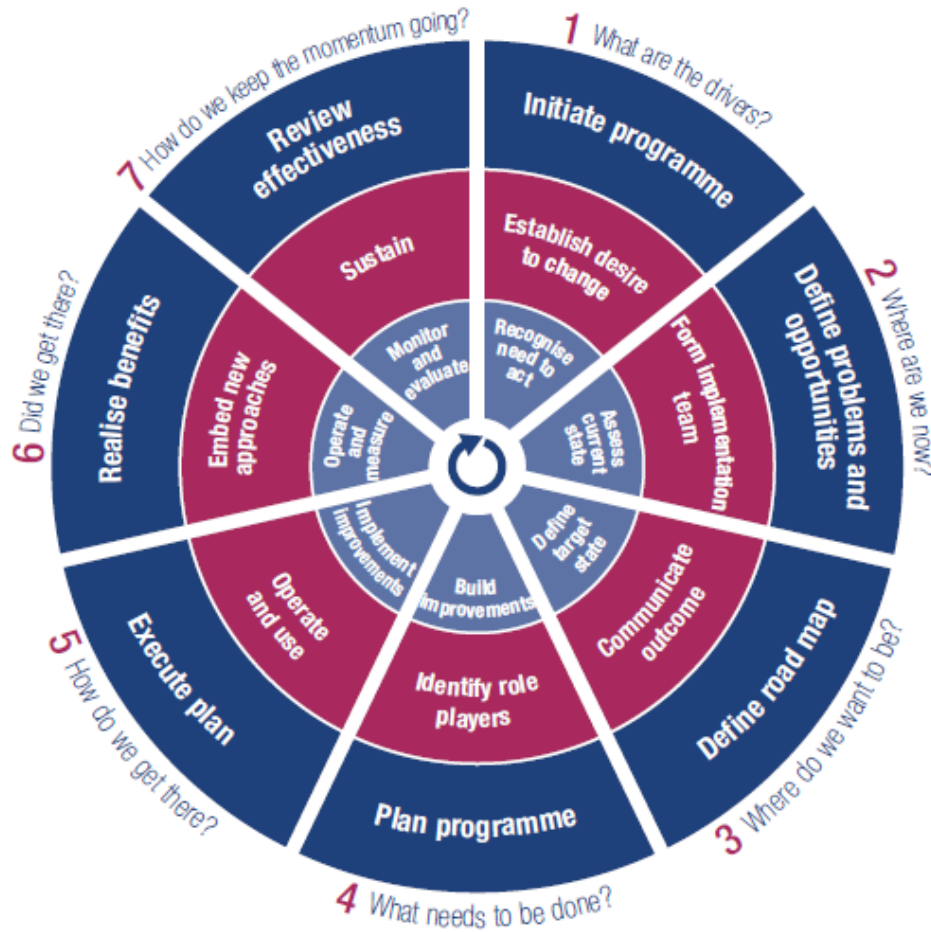 1 What are the drivers?
Initiate programme
Establish desire
to change
Recognise
need to
act
2 Where are we now?
Define problems and
opportunities
Form implementation
team
Assess
current
state
3 Where do we want to be?
Define road map
Communicate
outcome
Define
target
state
4 What needs to be done?
Plan programme
Identify role
players
Build
improvements
5 How do we get there?
Execute plan
Operate
and use
Implement
improvements
6 Did we get there?
Realise benefits
Embed new
approaches
Operate
and
measure
7 How do we keep the momentum going?
Review
effectiveness
Sustain
Monitor
and
evaluate